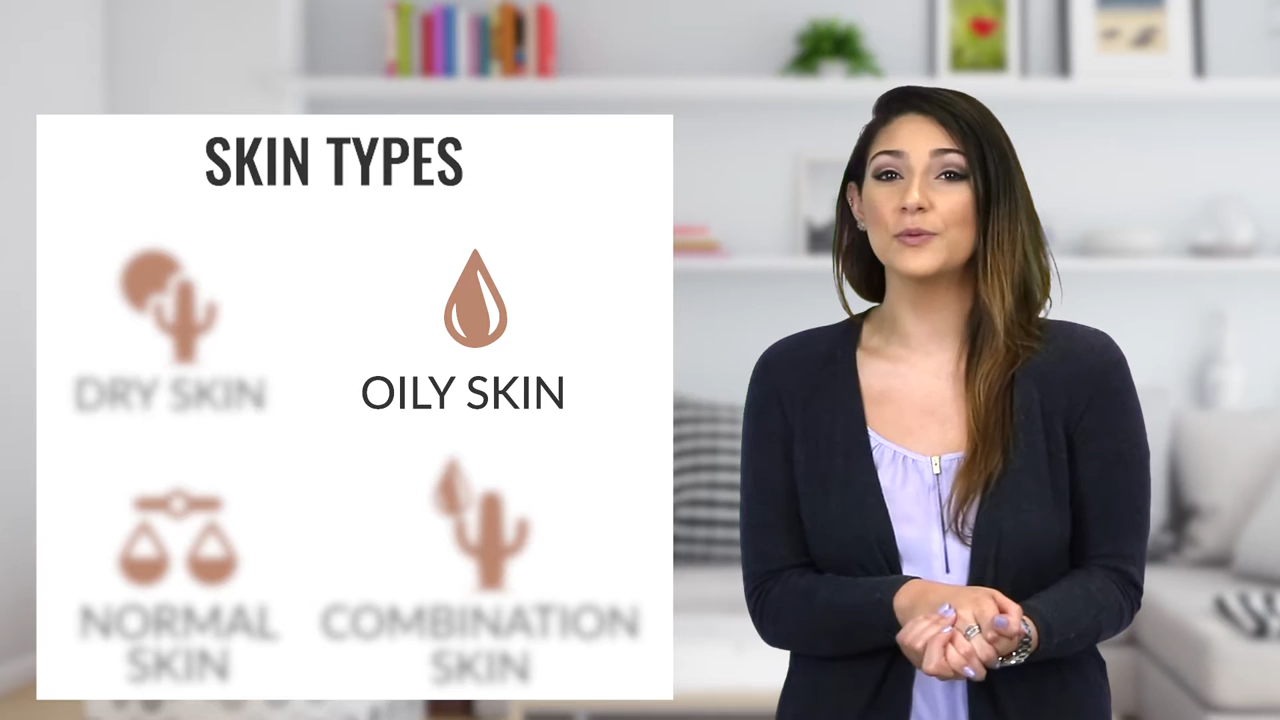 SKIN TYPES
DRY SKIN
OILY SKIN
NORMAL
SKIN
COMBINATION
SKIN